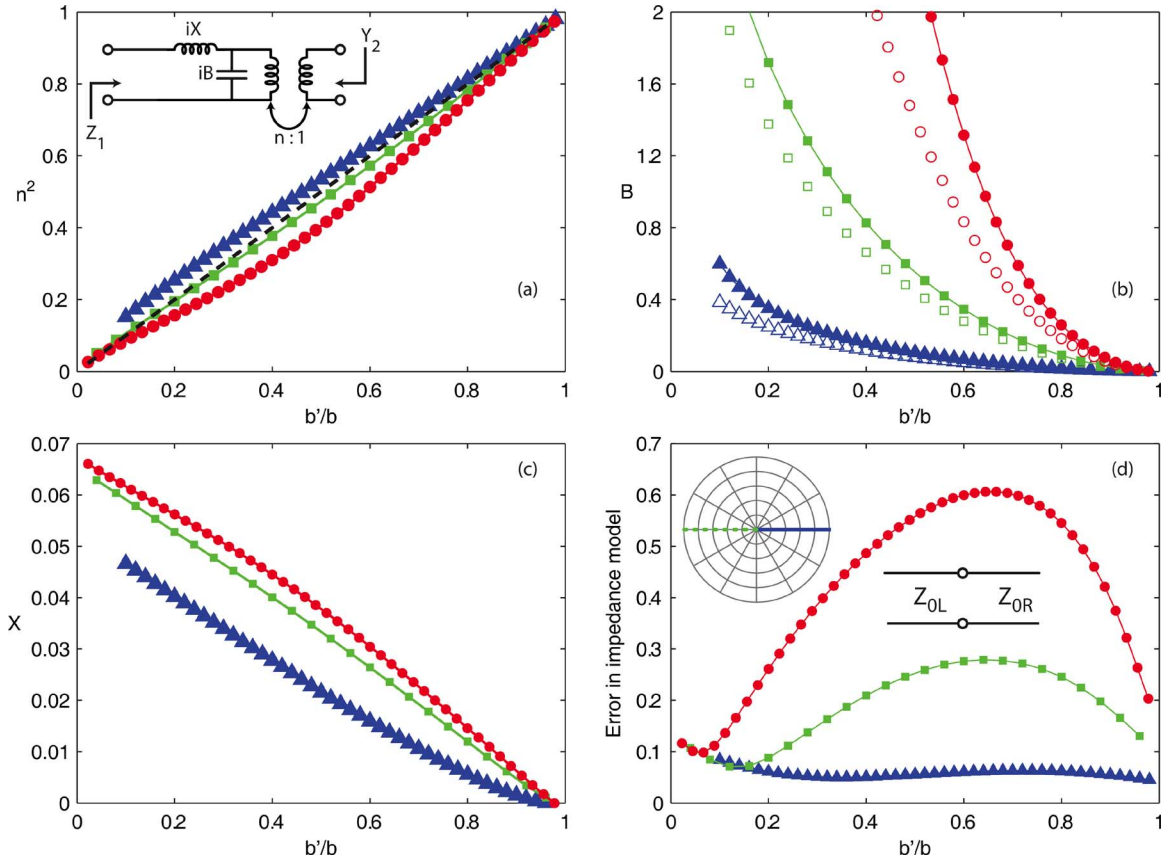 1
0.8
0.6
0.4
0.2
0
n²
iX
iB
Z₁
Y₂
n : 1
(a)
0 0.2 0.4 0.6 0.8 1
b'/b
2
1.6
1.2
0.8
0.4
0
B
(b)
0.2 0.4 0.6 0.8 1
b'/b
0.07
0.06
0.05
0.04
0.03
0.02
0.01
0
X
(c)
0.2 0.4 0.6 0.8 1
b'/b
0.7
0.6
0.5
0.4
0.3
0.2
0.1
0
Error in impedance model
(d)
Z₀L Z₀R
0.2 0.4 0.6 0.8 1
b'/b